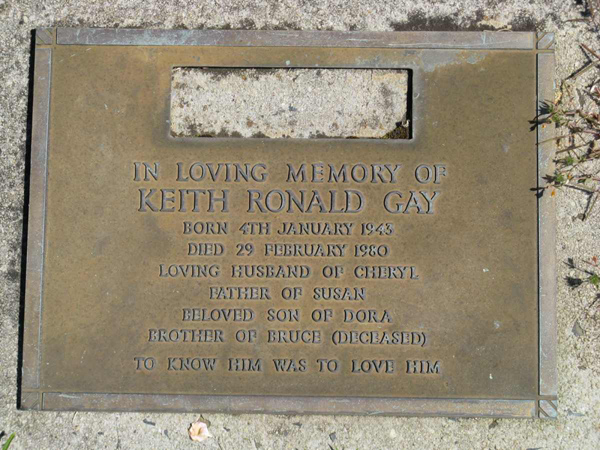 IN LOVING MEMORY OF
KEITH RONALD GAY
BORN 4TH JANUARY 1943
DIED 29 FEBRUARY 1980
LOVING HUSBAND OF CHERYL
FATHER OF SUSAN
BELOVED SON OF DORA
BROTHER OF BRUCE (DECEASED)
TO KNOW HIM WAS TO LOVE HIM